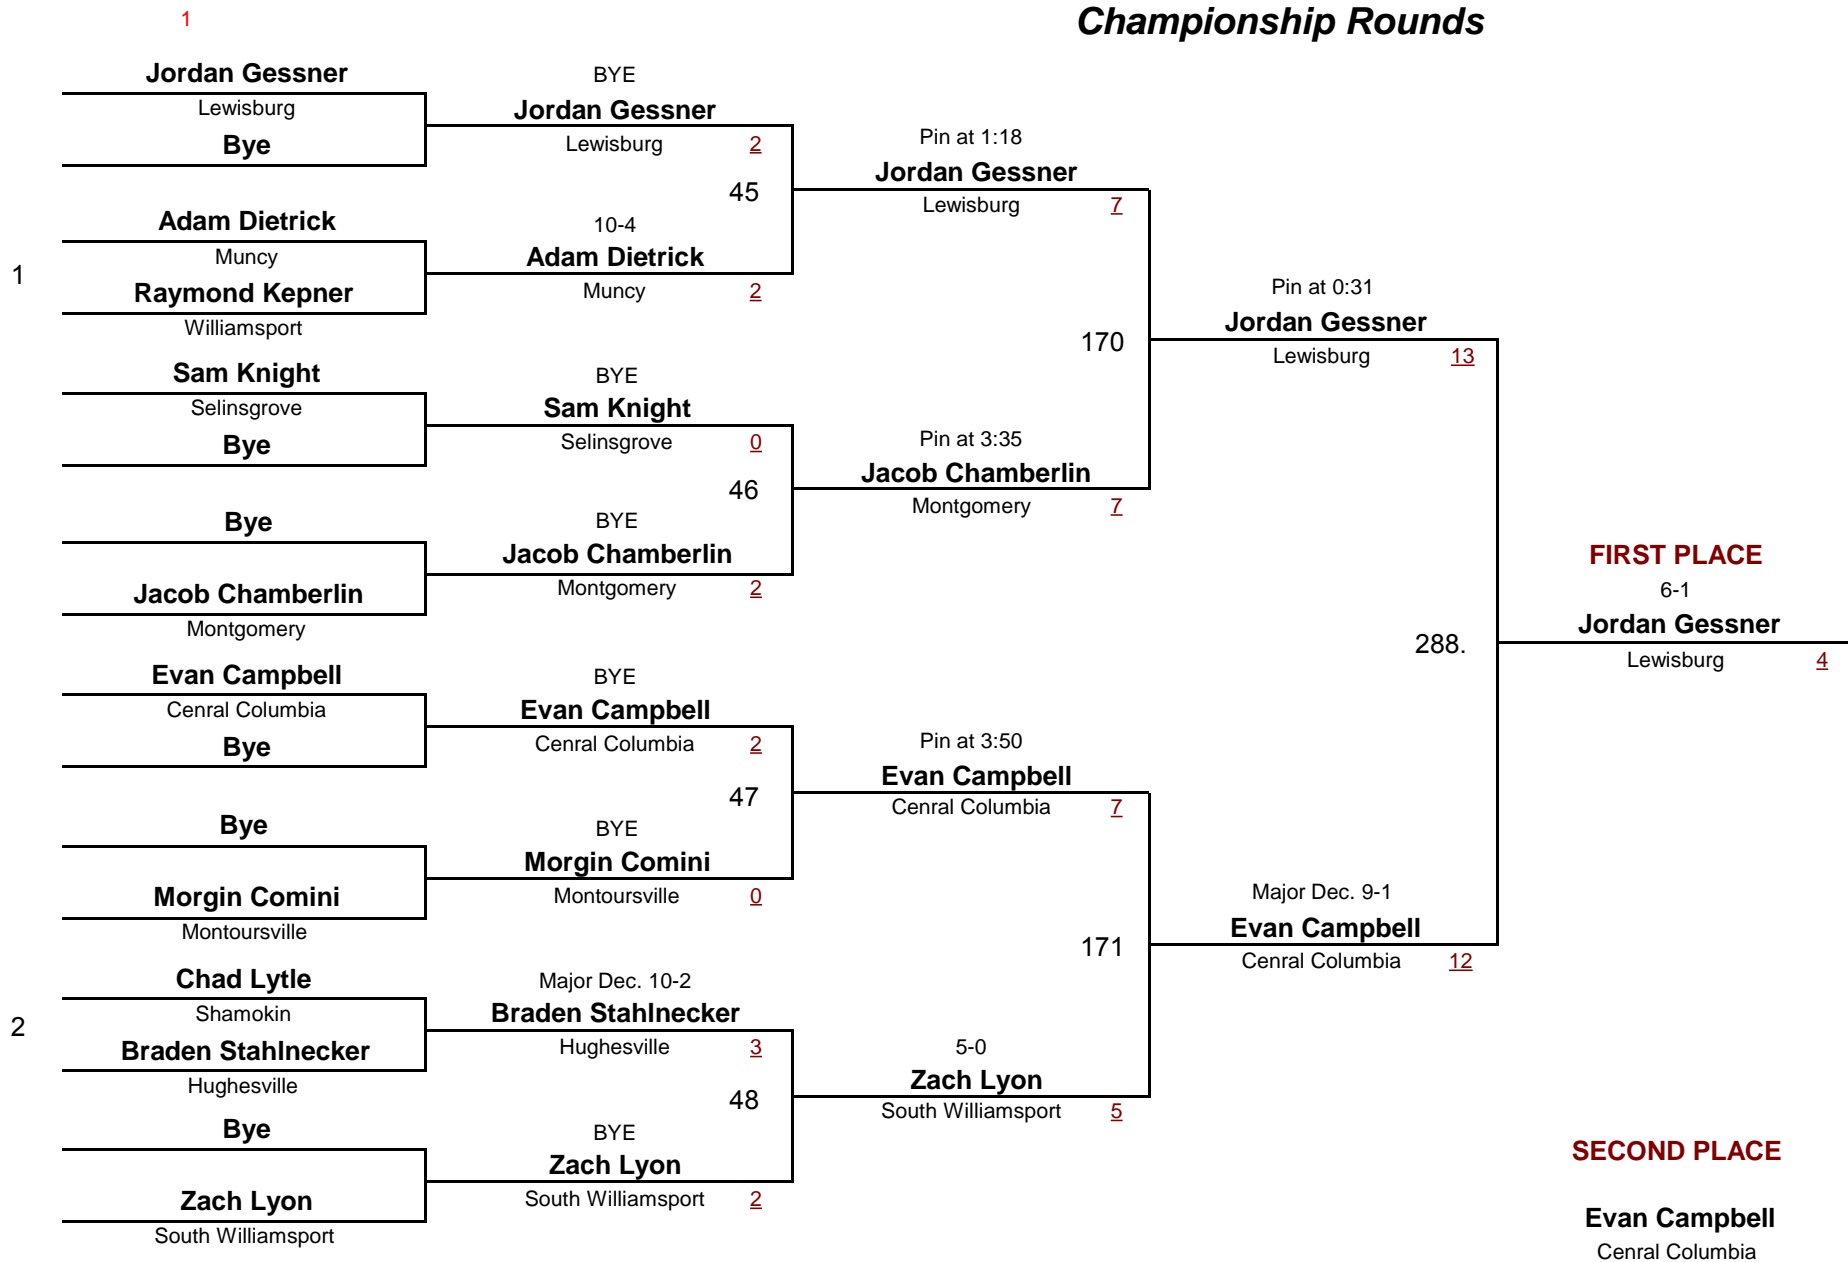 1
Championship Rounds
Jordan Gessner
Lewisburg
Bye
1
Adam Dietrick
Muncy
Raymond Kepner
Williamsport
Sam Knight
Selinsgrove
Bye
Bye
Jacob Chamberlin
Montgomery
Evan Campbell
Cenral Columbia
Bye
Bye
Morgin Comini
Montoursville
2
Chad Lytle
Shamokin
Braden Stahlnecker
Hughesville
Bye
Zach Lyon
South Williamsport
BYE
Jordan Gessner
Lewisburg 2
45
10-4
Adam Dietrick
Muncy 2
BYE
Sam Knight
Selinsgrove 0
46
BYE
Jacob Chamberlin
Montgomery 2
BYE
Evan Campbell
Cenral Columbia 2
47
BYE
Morgin Comini
Montoursville 0
Major Dec. 10-2
Braden Stahlnecker
Hughesville 3
48
BYE
Zach Lyon
South Williamsport 2
Pin at 1:18
Jordan Gessner
Lewisburg 7
170
Pin at 3:35
Jacob Chamberlin
Montgomery 7
Pin at 3:50
Evan Campbell
Cenral Columbia 7
171
5-0
Zach Lyon
South Williamsport 5
Pin at 0:31
Jordan Gessner
Lewisburg 13
288.
Major Dec. 9-1
Evan Campbell
Cenral Columbia 12
FIRST PLACE
6-1
Jordan Gessner
Lewisburg 4
SECOND PLACE
Evan Campbell
Cenral Columbia